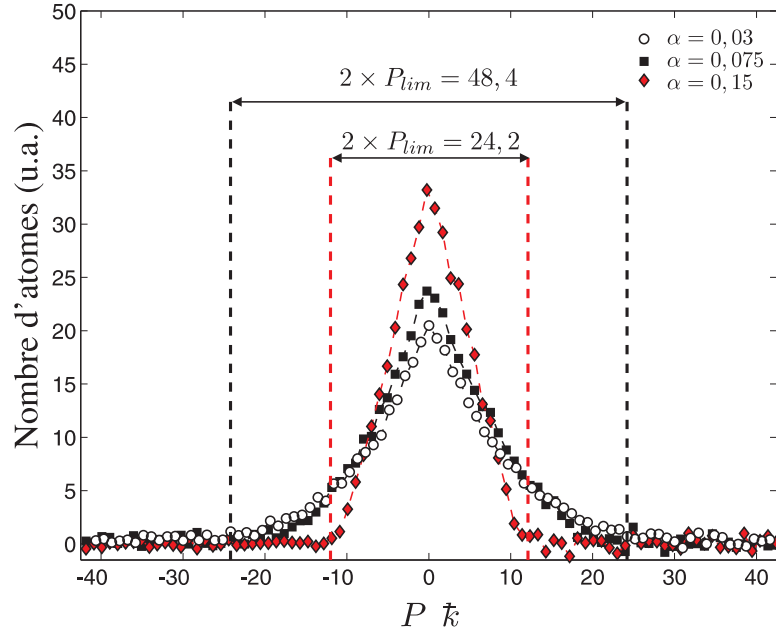 50
45
40
35
30
25
20
15
10
5
0
-40 -30 -20 -10 0 10 20 30 40
Nombre d'atomes (u.a.)
P ħk
α = 0, 03
α = 0, 075
α = 0, 15
2 × P_lim = 48, 4
2 × P_lim = 24, 2